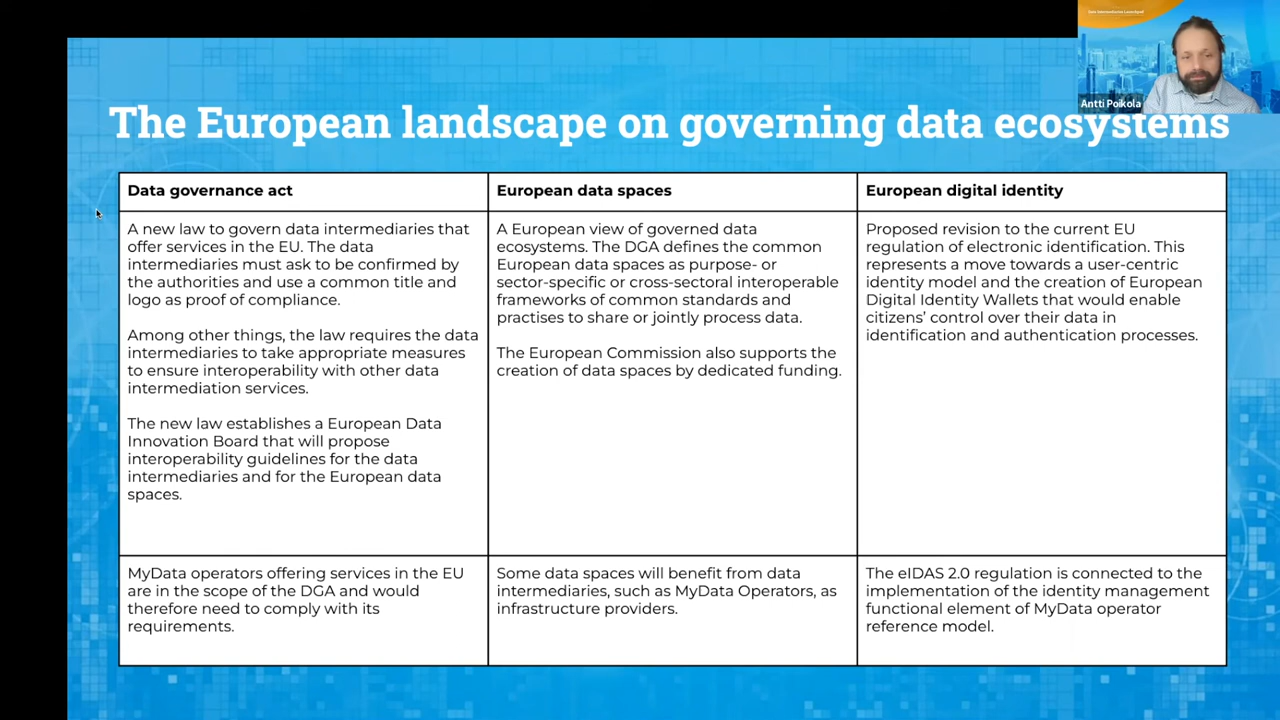 Antti Poikola
The European landscape on governing data ecosystems
Data governance act
A new law to govern data intermediaries that
offer services in the EU. The data
intermediaries must ask to be confirmed by
the authorities and use a common title and
logo as proof of compliance.
Among other things, the law requires the data
intermediaries to take appropriate measures
to ensure interoperability with other data
intermediation services.
The new law establishes a European Data
Innovation Board that will propose
interoperability guidelines for the data
intermediaries and for the European data
spaces.
European data spaces
A European view of governed data
ecosystems. The DGA defines the common
European data spaces as purpose- or
sector-specific or cross-sectoral interoperable
frameworks of common standards and
practises to share or jointly process data.
The European Commission also supports the
creation of data spaces by dedicated funding.
European digital identity
Proposed revision to the current EU
regulation of electronic identification. This
represents a move towards a user-centric
identity model and the creation of European
Digital Identity Wallets that would enable
citizens’ control over their data in
identification and authentication processes.
MyData operators offering services in the EU
are in the scope of the DGA and would
therefore need to comply with its
requirements.
Some data spaces will benefit from data
intermediaries, such as MyData Operators, as
infrastructure providers.
The eIDAS 2.0 regulation is connected to the
implementation of the identity management
functional element of MyData operator
reference model.